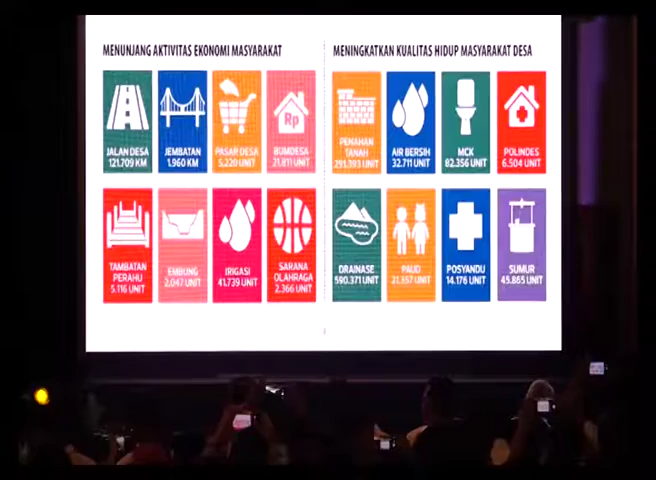 MENUNJANG AKTIVITAS EKONOMI MASYARAKAT
JALAN DESA
121.709 KM
JEMBATAN
1.960 KM
PASAR DESA
5.220 UNIT
Rp
BUMDESA
21.811 UNIT
TAMBATAN
PERAHU
5.116 UNIT
EMBUNG
2.047 UNIT
IRIGASI
41.739 UNIT
SARANA
OLAHRAGA
2.366 UNIT
MENINGKATKAN KUALITAS HIDUP MASYARAKAT DESA
PENAHAN
TANAH
UNIT
AIR BERSIH
32.711 UNIT
MCK
82.356 UNIT
POLINDES
6.504 UNIT
DRAINASE
590.371 UNIT
PAUD
21.357 UNIT
POSYANDU
14.176 UNIT
SUMUR
45.865 UNIT